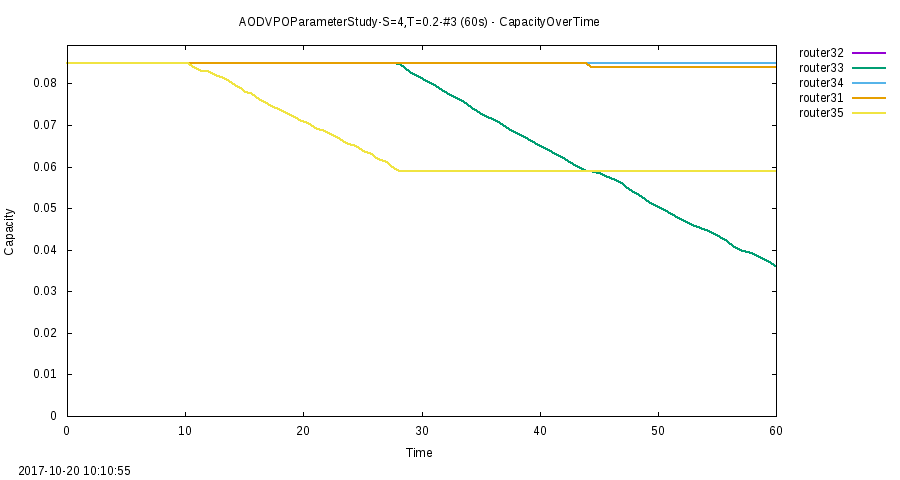 AODVPOParameterStudy-S=4,T=0.2-#3 (60s) - CapacityOverTime
router32
router33
router34
router31
router35
0.08
0.07
0.06
0.05
0.04
0.03
0.02
0.01
0
Capacity
0 10 20 30 40 50 60
Time
2017-10-20 10:10:55